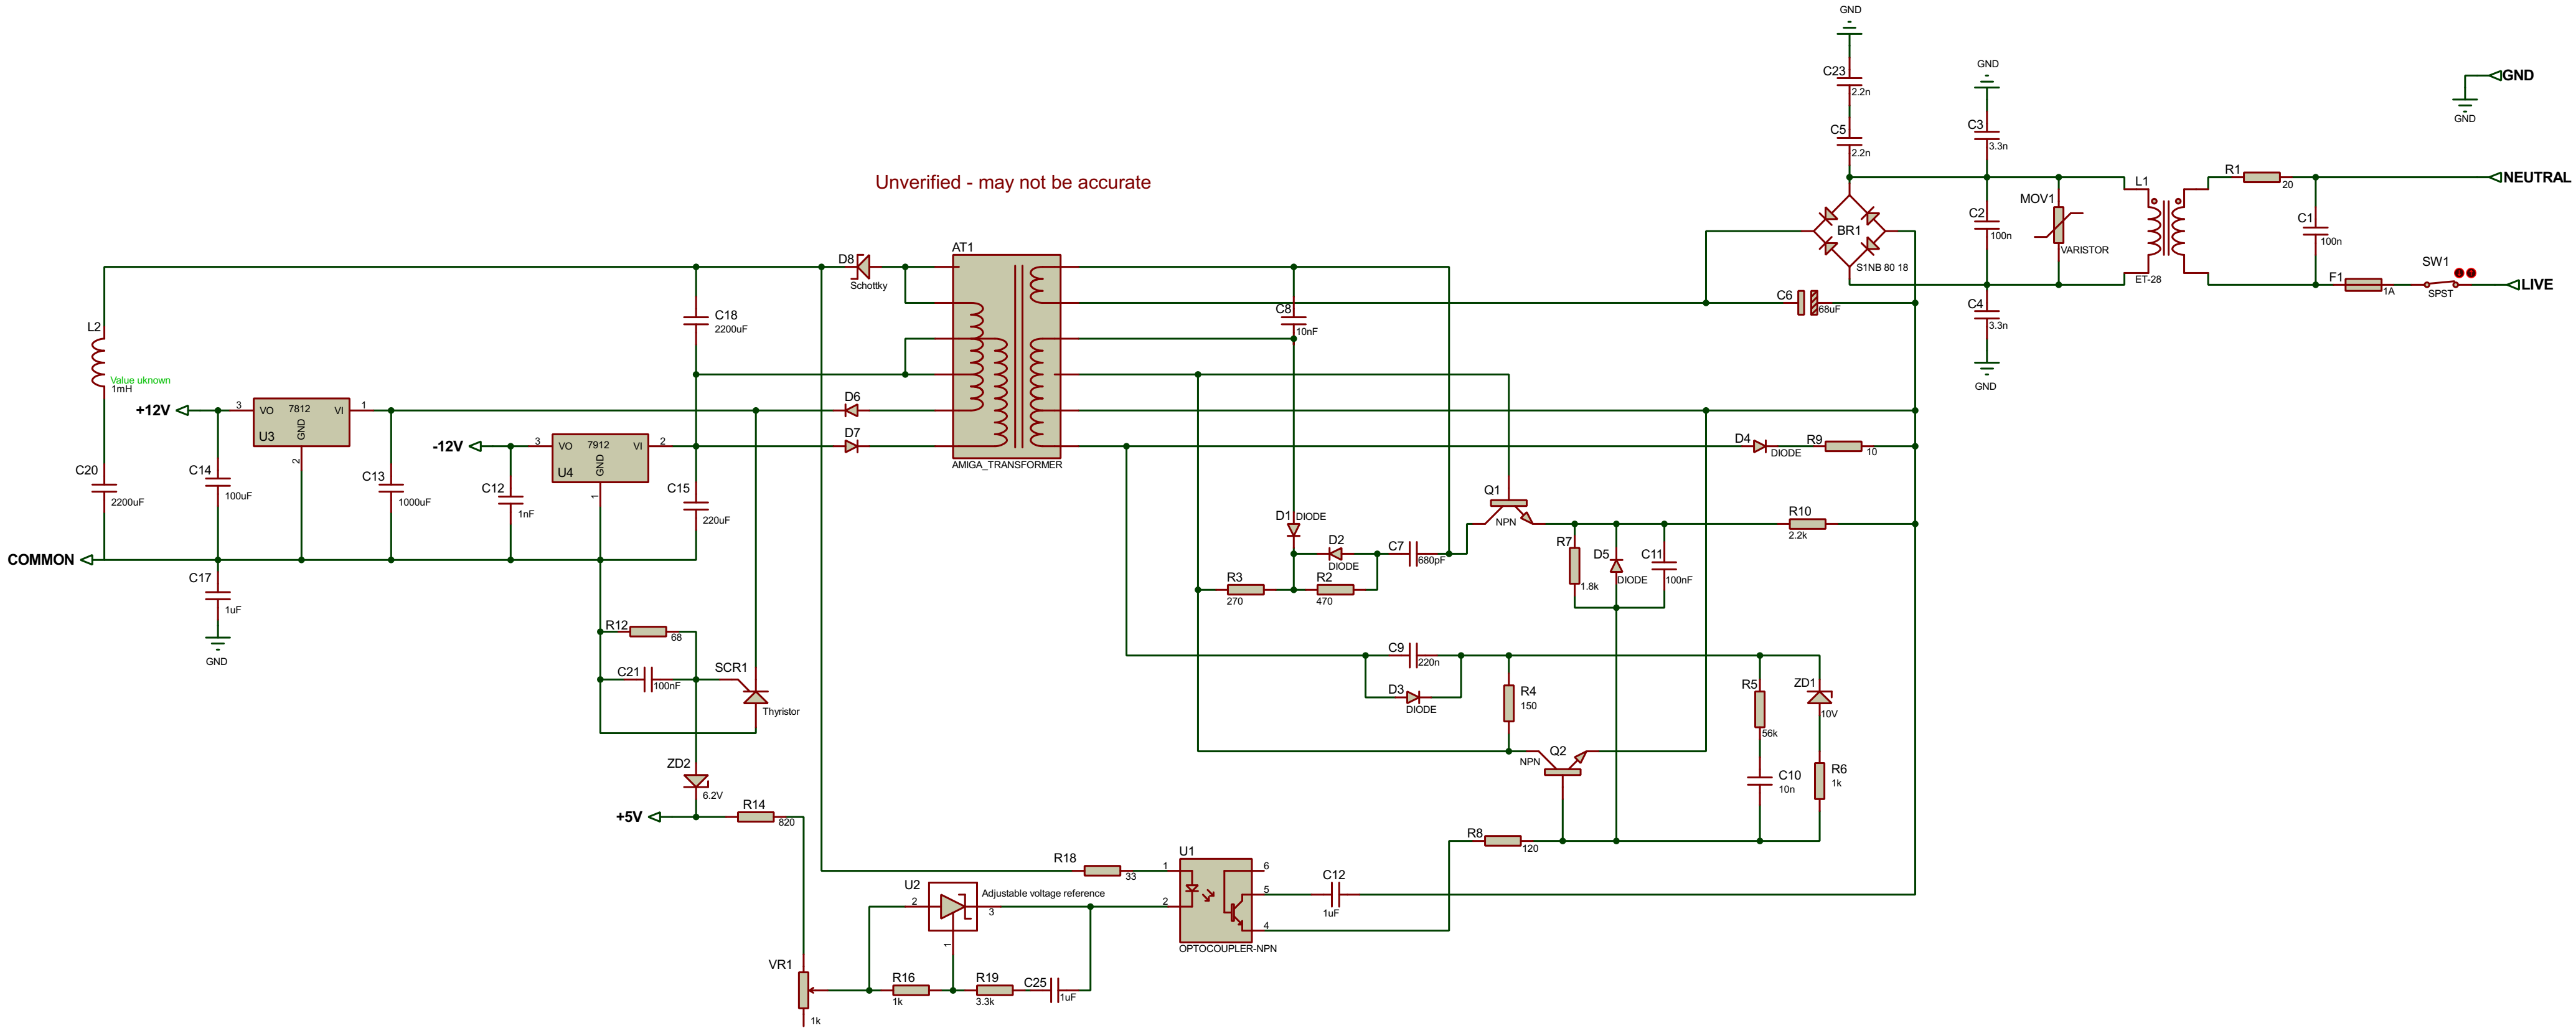 GND
C23
2.2n
C5
2.2n
GND
C3
3.3n
GND
GND
Unverified - may not be accurate
R1
20
NEUTRAL
L1
ET-28
MOV1
VARISTOR
C2
100n
C1
100n
BR1
S1NB 80 18
SW1
SPST
F1
1A
LIVE
C4
3.3n
GND
C6
68uF
AT1
AMIGA_TRANSFORMER
D8
Schottky
C18
2200uF
C8
10nF
L2
Value uknown
1mH
+12V
3
VO
7812
VI
1
GND
U3
2
D6
D7
-12V
3
VO
7912
VI
2
GND
U4
1
C20
2200uF
C14
100uF
C13
1000uF
C12
1nF
C15
220uF
D4
DIODE
R9
10
Q1
NPN
D1
DIODE
D2
DIODE
C7
680pF
R3
270
R2
470
R7
1.8k
D5
DIODE
C11
100nF
R10
2.2k
COMMON
C17
1uF
GND
R12
68
C21
100nF
SCR1
Thyristor
C9
220n
D3
DIODE
R4
150
R5
56k
ZD1
10V
Q2
NPN
C10
10n
R6
1k
ZD2
6.2V
+5V
R14
820
R8
120
R18
33
U1
1
2
6
5
4
OPTOCOUPLER-NPN
C12
1uF
U2
Adjustable voltage reference
2
3
1
VR1
1k
R16
1k
R19
3.3k
C25
1uF